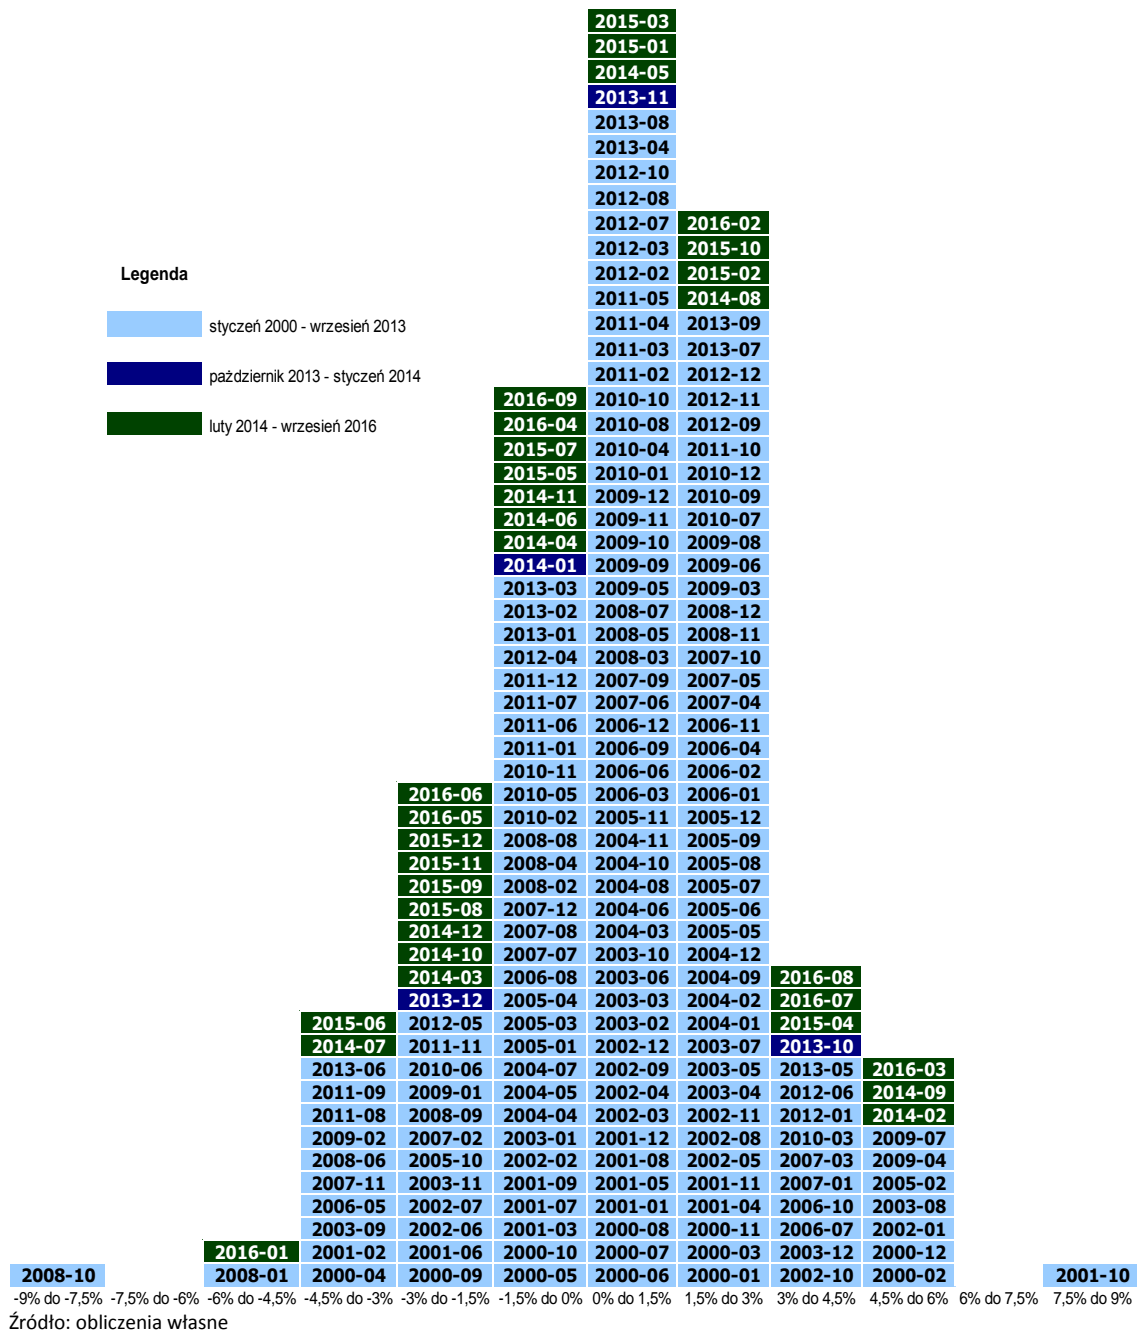 2015-03
2015-01
2014-05
2013-11
2013-08
2013-04
2012-10
2012-08
2012-07 2016-02
2012-03 2015-10
Legenda 2012-02 2015-02
2011-05 2014-08
styczeń 2000 - wrzesień 2013 2011-04 2013-09
2011-03 2013-07
październik 2013 - styczeń 2014 2011-02 2012-12
2016-09 2010-10 2012-11
luty 2014 - wrzesień 2016 2016-04 2010-08 2012-09
2015-07 2010-04 2011-10
2015-05 2010-01 2010-12
2014-11 2009-12 2010-09
2014-06 2009-11 2010-07
2014-04 2009-10 2009-08
2014-01 2009-09 2009-06
2013-03 2009-05 2009-03
2013-02 2008-07 2008-12
2013-01 2008-05 2008-11
2012-04 2008-03 2007-10
2011-12 2007-09 2007-05
2011-07 2007-06 2007-04
2011-06 2006-12 2006-11
2011-01 2006-09 2006-04
2010-11 2006-06 2006-02
2016-06 2010-05 2006-03 2006-01
2016-05 2010-02 2005-11 2005-12
2015-12 2008-08 2004-11 2005-09
2015-11 2008-04 2004-10 2005-08
2015-09 2008-02 2004-08 2005-07
2015-08 2007-12 2004-06 2005-06
2014-12 2007-08 2004-03 2005-05
2014-10 2007-07 2003-10 2004-12
2014-03 2006-08 2003-06 2004-09 2016-08
2013-12 2005-04 2003-03 2004-02 2016-07
2015-06 2012-05 2005-03 2003-02 2004-01 2015-04
2014-07 2011-11 2005-01 2002-12 2003-07 2013-10
2013-06 2010-06 2004-07 2002-09 2003-05 2013-05 2016-03
2011-09 2009-01 2004-05 2002-04 2003-04 2012-06 2014-09
2011-08 2008-09 2004-04 2002-03 2002-11 2012-01 2014-02
2009-02 2007-02 2003-01 2001-12 2002-08 2010-03 2009-07
2008-06 2005-10 2002-02 2001-08 2002-05 2007-03 2009-04
2007-11 2003-11 2001-09 2001-05 2001-11 2007-01 2005-02
2006-05 2002-07 2001-07 2001-01 2001-04 2006-10 2003-08
2003-09 2002-06 2001-03 2000-08 2000-11 2006-07 2002-01
2016-01 2001-02 2001-06 2000-10 2000-07 2000-03 2003-12 2000-12
2008-10 2008-01 2000-04 2000-09 2000-05 2000-06 2000-01 2002-10 2000-02 2001-10
-9% do -7,5% -7,5% do -6% -6% do -4,5% -4,5% do -3% -3% do -1,5% -1,5% do 0% 0% do 1,5% 1,5% do 3% 3% do 4,5% 4,5% do 6% 6% do 7,5% 7,5% do 9%
Źródło: obliczenia własne